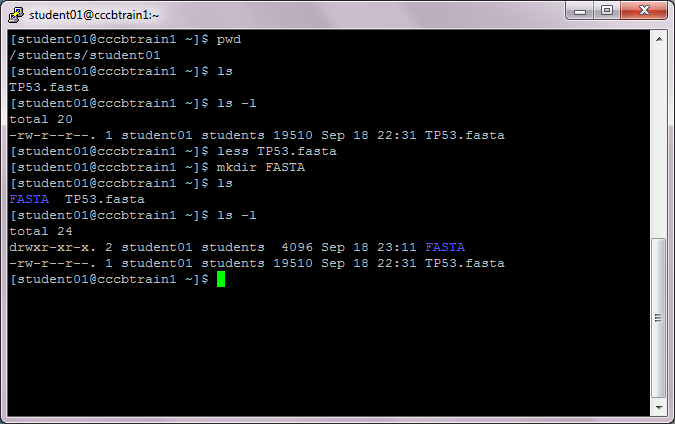 student01@cccbtrain1:~
[student01@cccbtrain1 ~]$ pwd
/students/student01
[student01@cccbtrain1 ~]$ ls
TP53.fasta
[student01@cccbtrain1 ~]$ ls -l
total 20
-rw-r--r--. 1 student01 students 19510 Sep 18 22:31 TP53.fasta
[student01@cccbtrain1 ~]$ less TP53.fasta
[student01@cccbtrain1 ~]$ mkdir FASTA
[student01@cccbtrain1 ~]$ ls
FASTA  TP53.fasta
[student01@cccbtrain1 ~]$ ls -l
total 24
drwxr-xr-x. 2 student01 students  4096 Sep 18 23:11 FASTA
-rw-r--r--. 1 student01 students 19510 Sep 18 22:31 TP53.fasta
[student01@cccbtrain1 ~]$